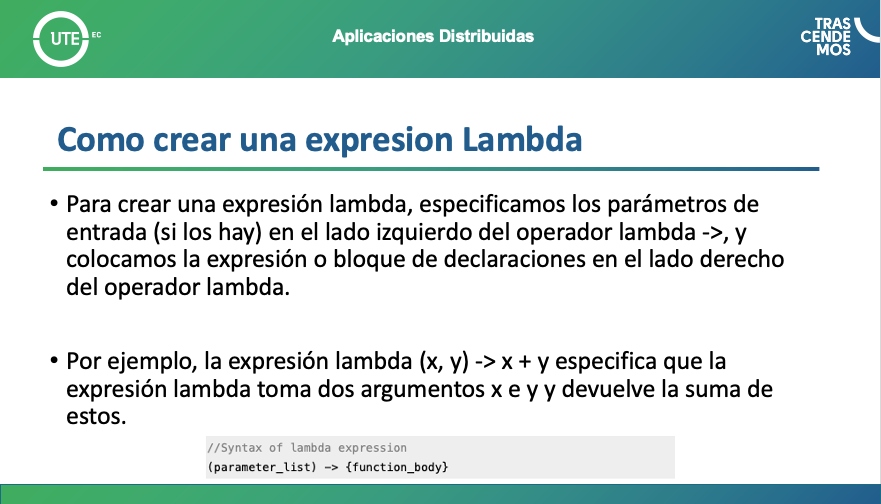 UTE
EC
Aplicaciones Distribuidas
TRAS
CENDE
MOS
Como crear una expresion Lambda
• Para crear una expresión lambda, especificamos los parámetros de
entrada (si los hay) en el lado izquierdo del operador lambda ->, y
colocamos la expresión o bloque de declaraciones en el lado derecho
del operador lambda.
• Por ejemplo, la expresión lambda (x, y) -> x + y especifica que la
expresión lambda toma dos argumentos x e y y devuelve la suma de
estos.
//Syntax of lambda expression
(parameter_list) -> {function_body}